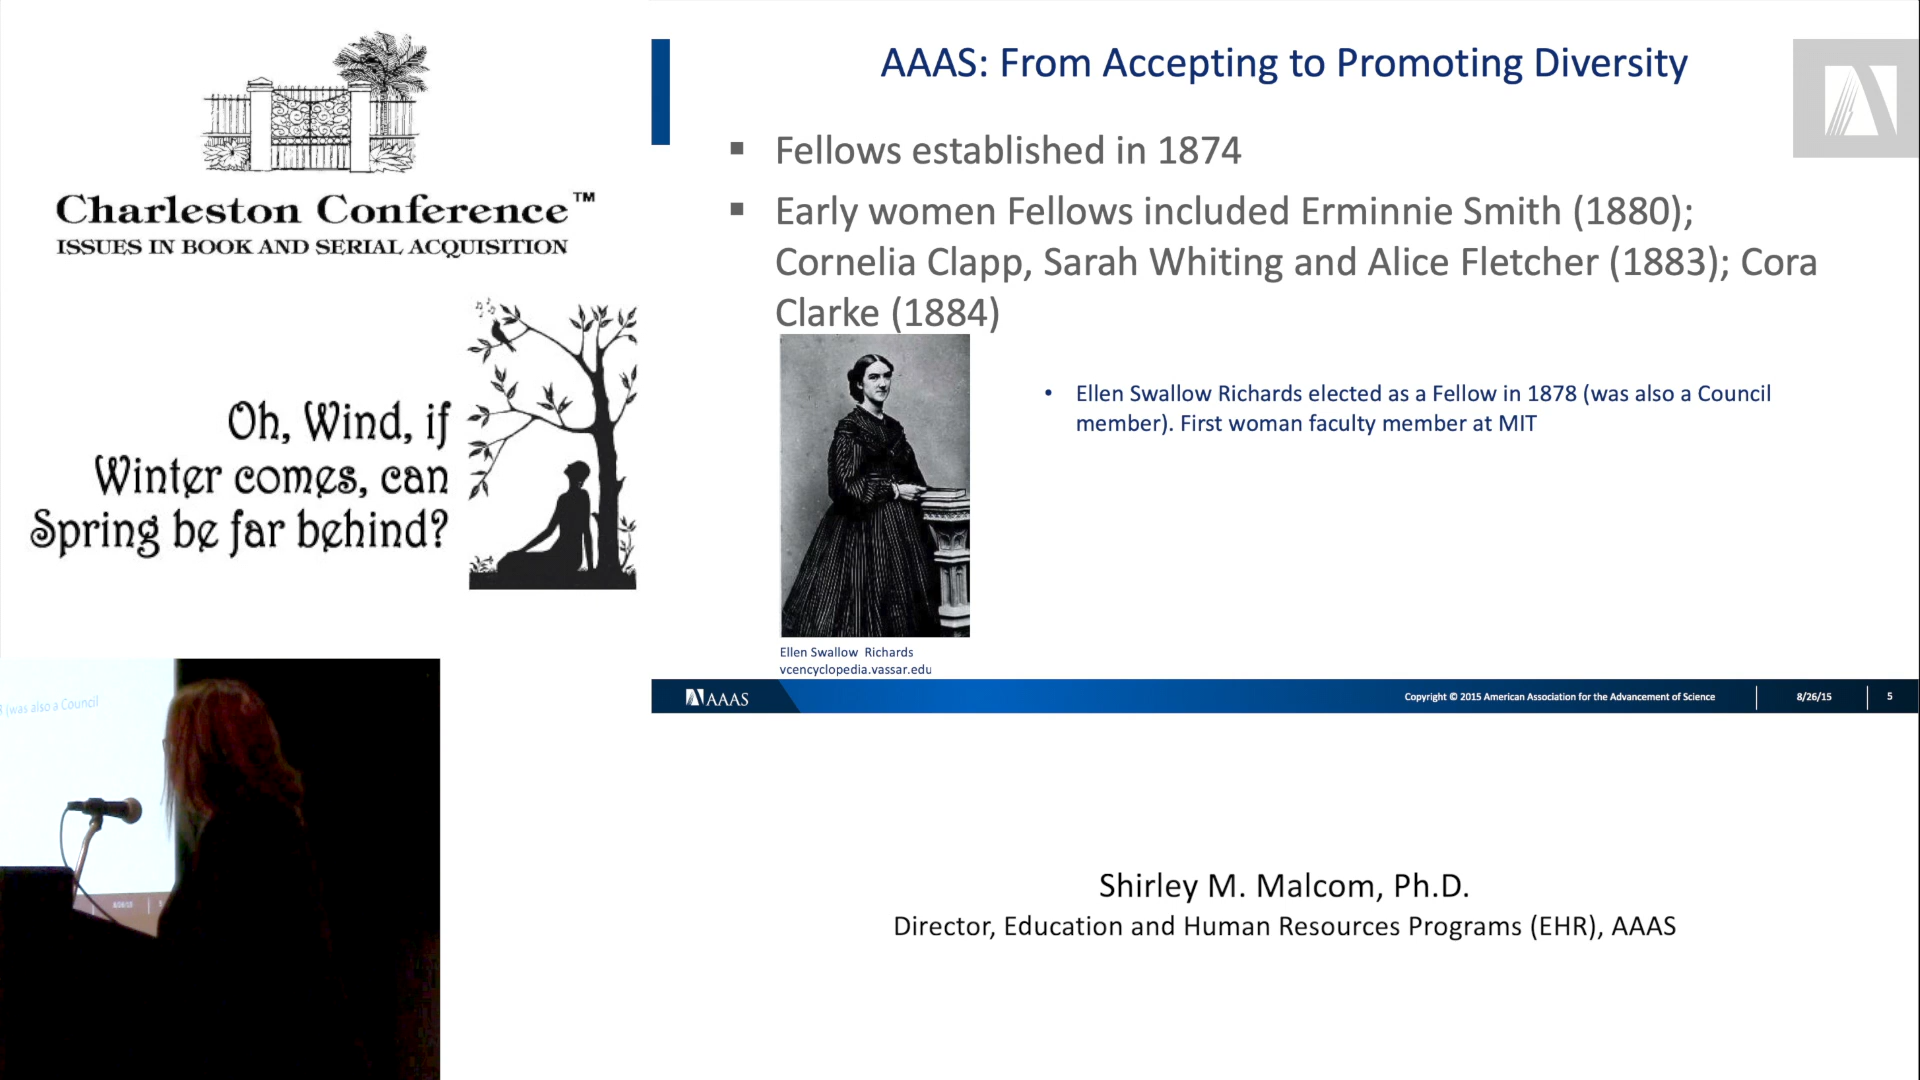 Charleston Conference™
ISSUES IN BOOK AND SERIAL ACQUISITION
Oh, Wind, if
Winter comes, can
Spring be far behind?
AAAS: From Accepting to Promoting Diversity
▪ Fellows established in 1874
▪ Early women Fellows included Erminnie Smith (1880);
Cornelia Clapp, Sarah Whiting and Alice Fletcher (1883); Cora
Clarke (1884)
• Ellen Swallow Richards elected as a Fellow in 1878 (was also a Council
member). First woman faculty member at MIT
Ellen Swallow Richards
vcencyclopedia.vassar.edu
AAAS
Copyright © 2015 American Association for the Advancement of Science
8/26/15
5
(was also a Council
Shirley M. Malcom, Ph.D.
Director, Education and Human Resources Programs (EHR), AAAS